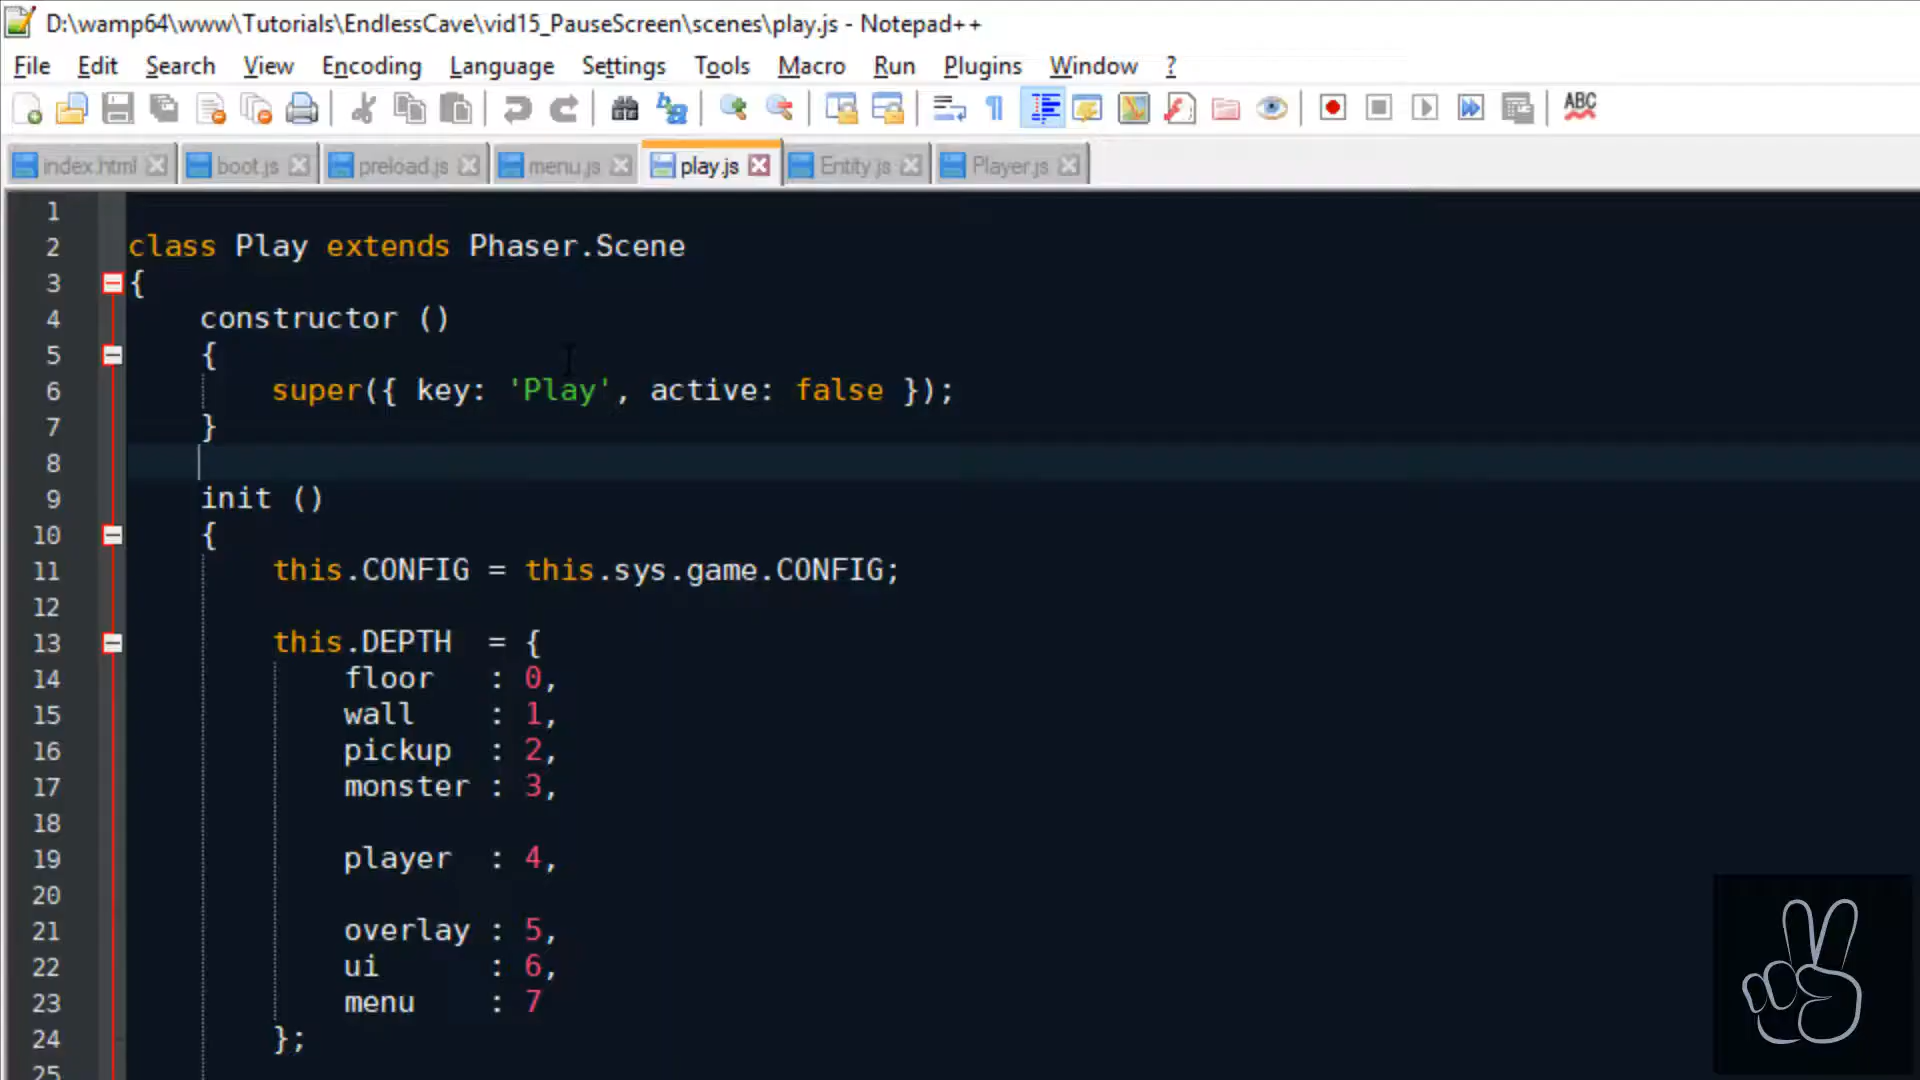 D:\wamp64\www\Tutorials\EndlessCave\vid15_PauseScreen\scenes\play.js - Notepad++
File Edit Search View Encoding Language Settings Tools Macro Run Plugins Window ?
ABC
index.html boot.js preload.js menu.js play.js Entity.js Player.js
1
2 class Play extends Phaser.Scene
3 {
4 constructor ()
5 {
6 super({ key: 'Play', active: false });
7 }
8
9 init ()
10 {
11 this.CONFIG = this.sys.game.CONFIG;
12
13 this.DEPTH = {
14 floor : 0,
15 wall : 1,
16 pickup : 2,
17 monster : 3,
18
19 player : 4,
20
21 overlay : 5,
22 ui : 6,
23 menu : 7
24 };
25